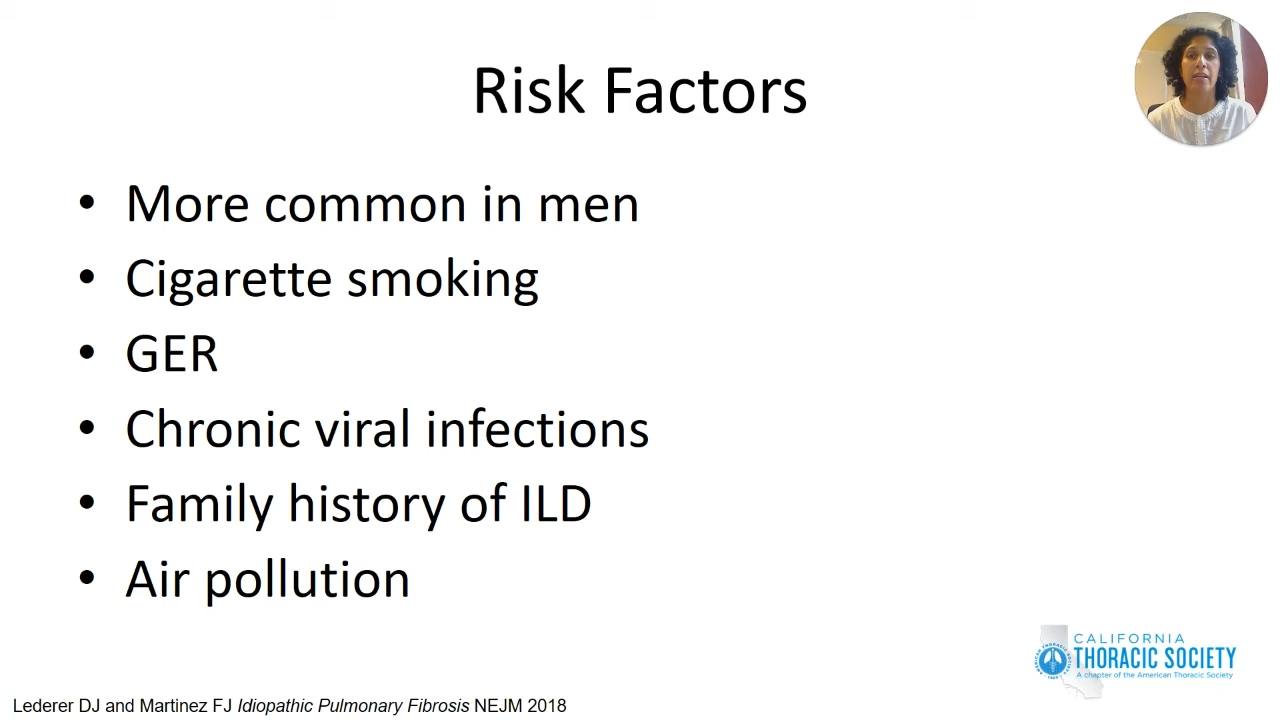 Risk Factors
• More common in men
• Cigarette smoking
• GER
• Chronic viral infections
• Family history of ILD
• Air pollution
CALIFORNIA
THORACIC SOCIETY
A chapter of the American Thoracic Society
Lederer DJ and Martinez FJ Idiopathic Pulmonary Fibrosis NEJM 2018